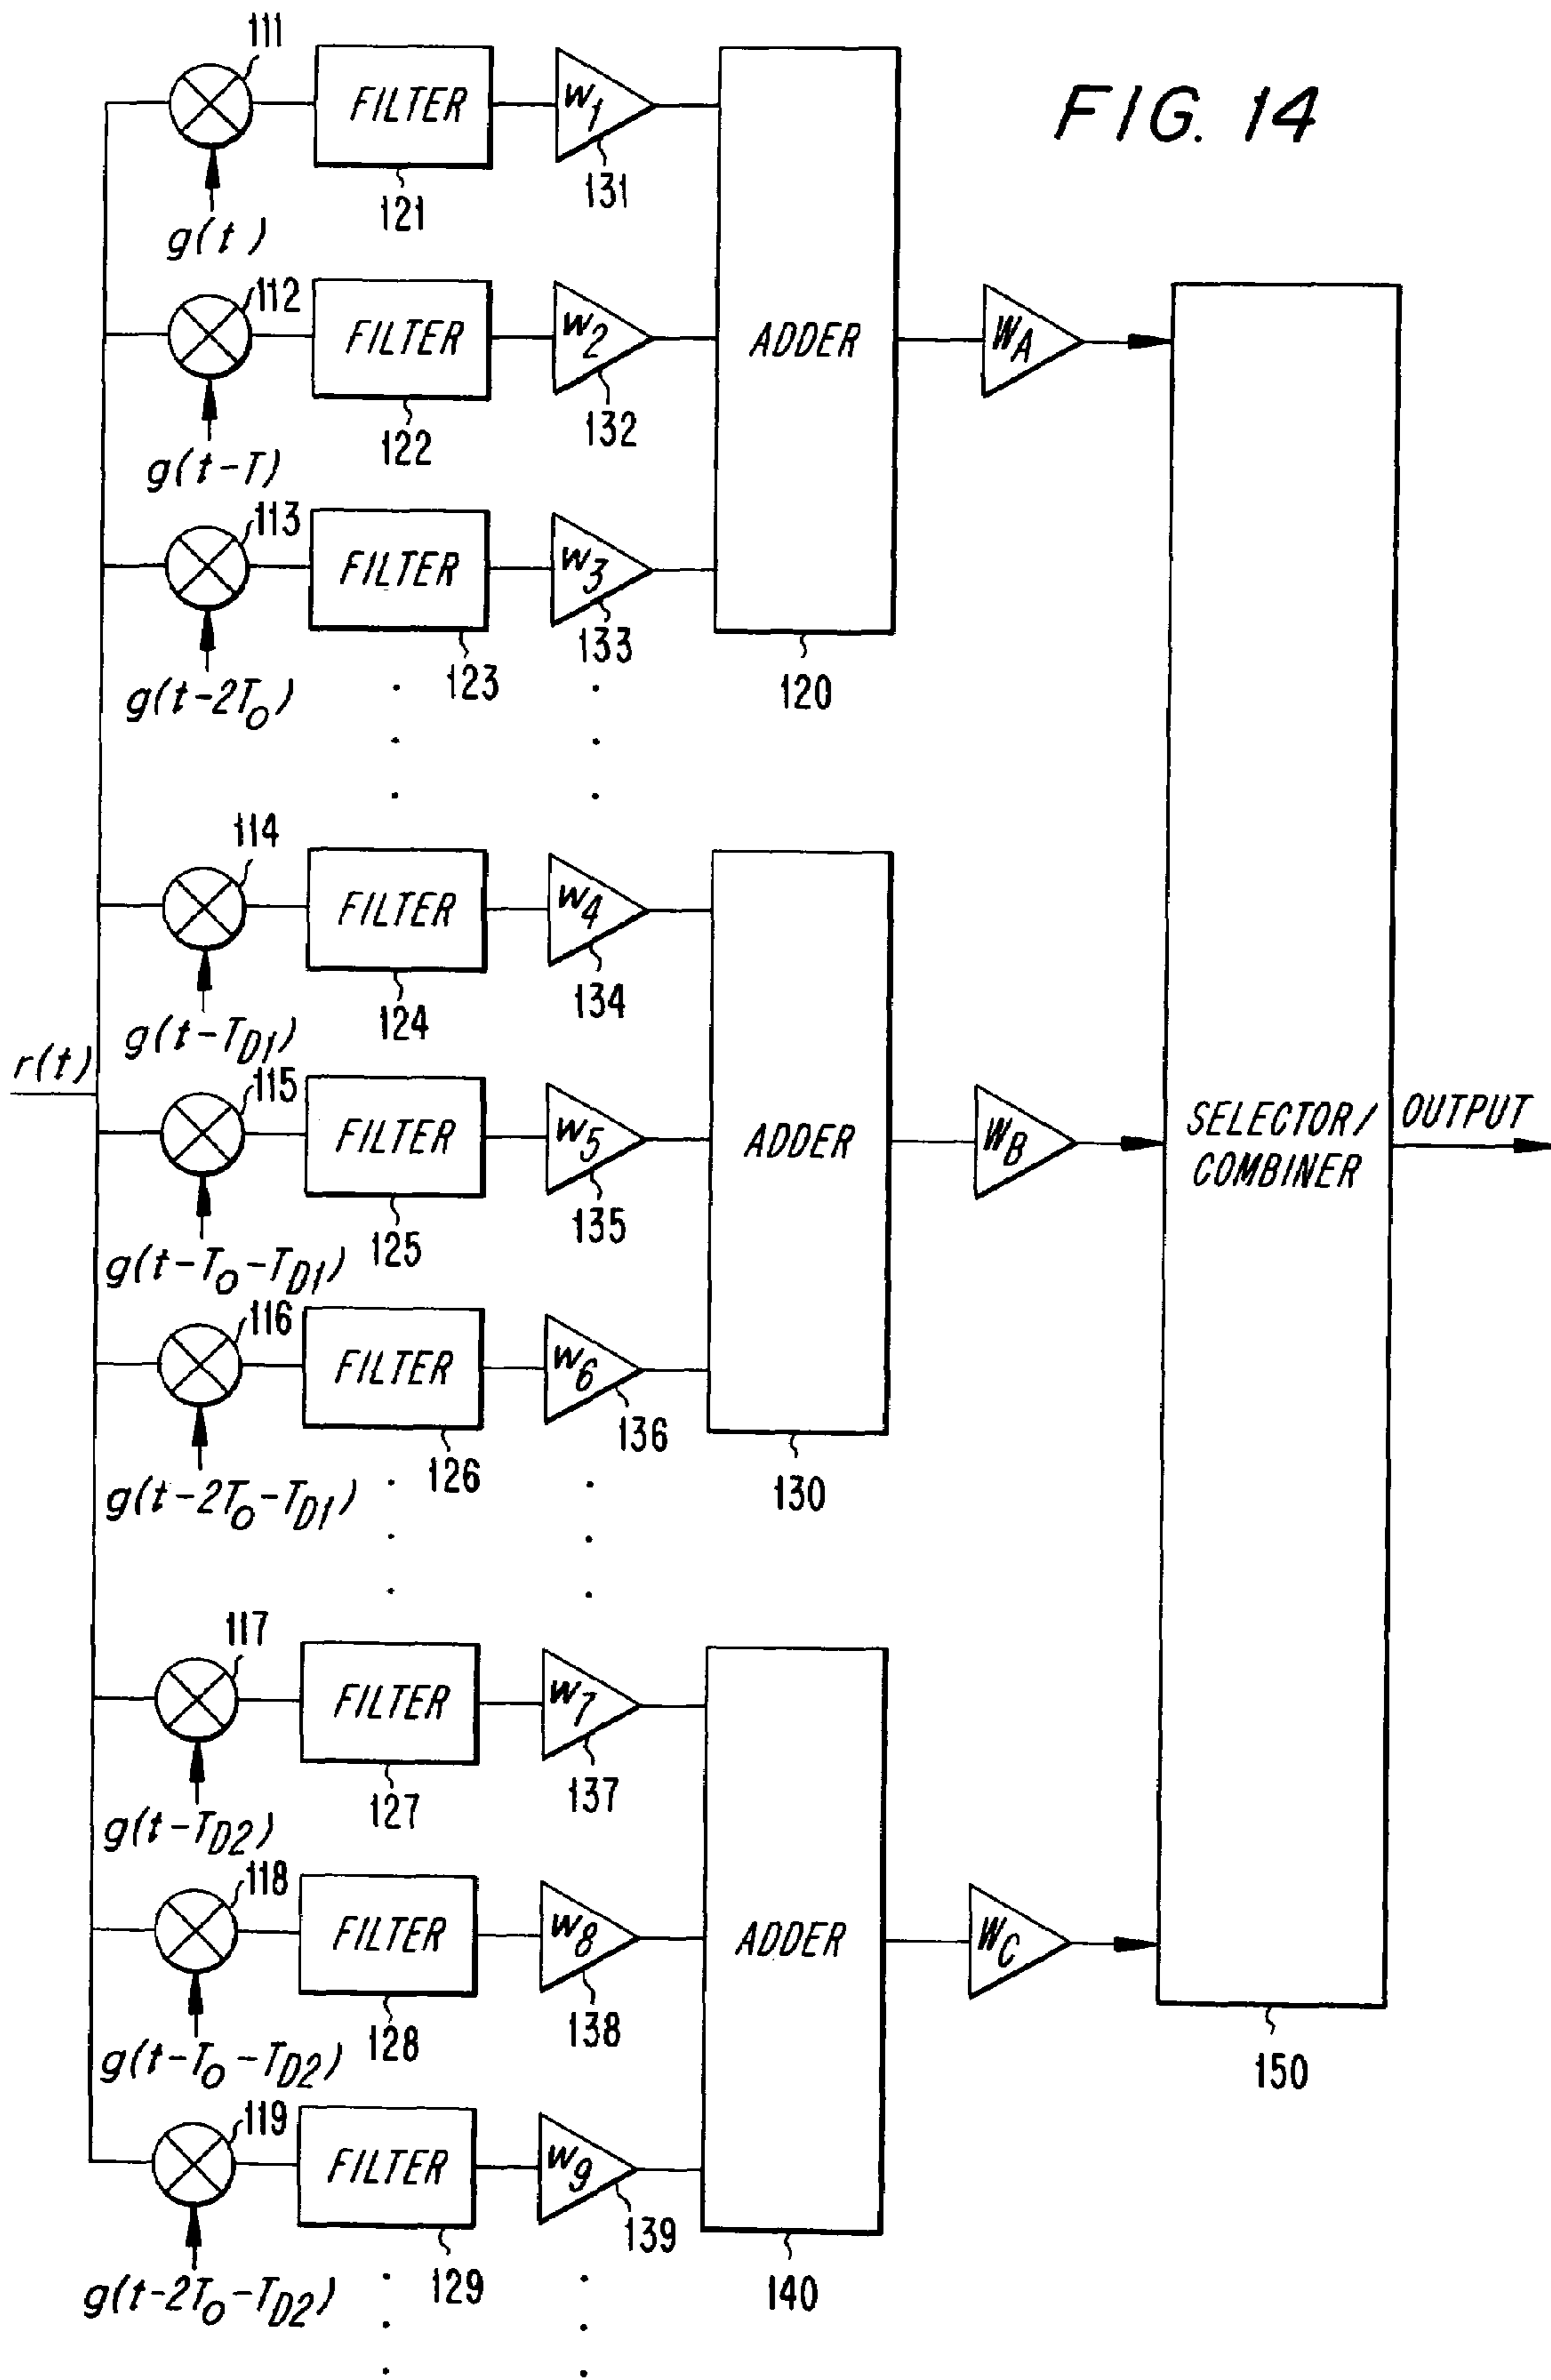 FIG. 14
111
FILTER
W1
121
131
g(t)
112
FILTER
W2
ADDER
WA
122
132
g(t-T)
113
FILTER
W3
123
133
120
g(t-2To)
114
FILTER
W4
124
134
g(t-TD1)
r(t)
115
FILTER
W5
ADDER
WB
SELECTOR/
COMBINER
OUTPUT
125
135
g(t-To-TD1)
116
FILTER
W6
126
136
130
g(t-2To-TD1)
117
FILTER
W7
127
137
g(t-TD2)
118
FILTER
W8
ADDER
WC
128
138
150
g(t-To-TD2)
119
FILTER
W9
129
139
140
g(t-2To-TD2)